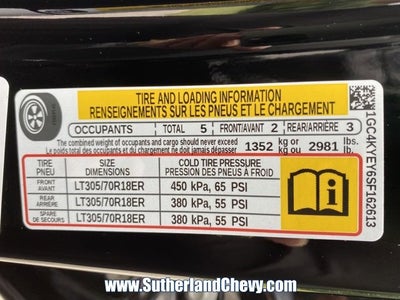 www.SutherlandChevy.com
TIRE AND LOADING INFORMATION
RENSEIGNEMENTS SUR LES PNEUS ET LE CHARGEMENT
OCCUPANTS TOTAL 5 FRONT/AVANT 2 REAR/ARRIÈRE 3
The combined weight of occupants and cargo should never exceed 1352 kg or 2981 lbs.
Le poids total des occupants et du chargement ne doit jamais dépasser kg ou lb.
TIRE PNEU SIZE DIMENSIONS COLD TIRE PRESSURE PRESSION DES PNEUS À FROID
FRONT AVANT LT305/70R18ER 450 kPa, 65 PSI
REAR ARRIÈRE LT305/70R18ER 380 kPa, 55 PSI
SPARE DE SECOURS LT305/70R18ER 380 kPa, 55 PSI
1GC4KYEY6SF162613
www.SutherlandChevy.com